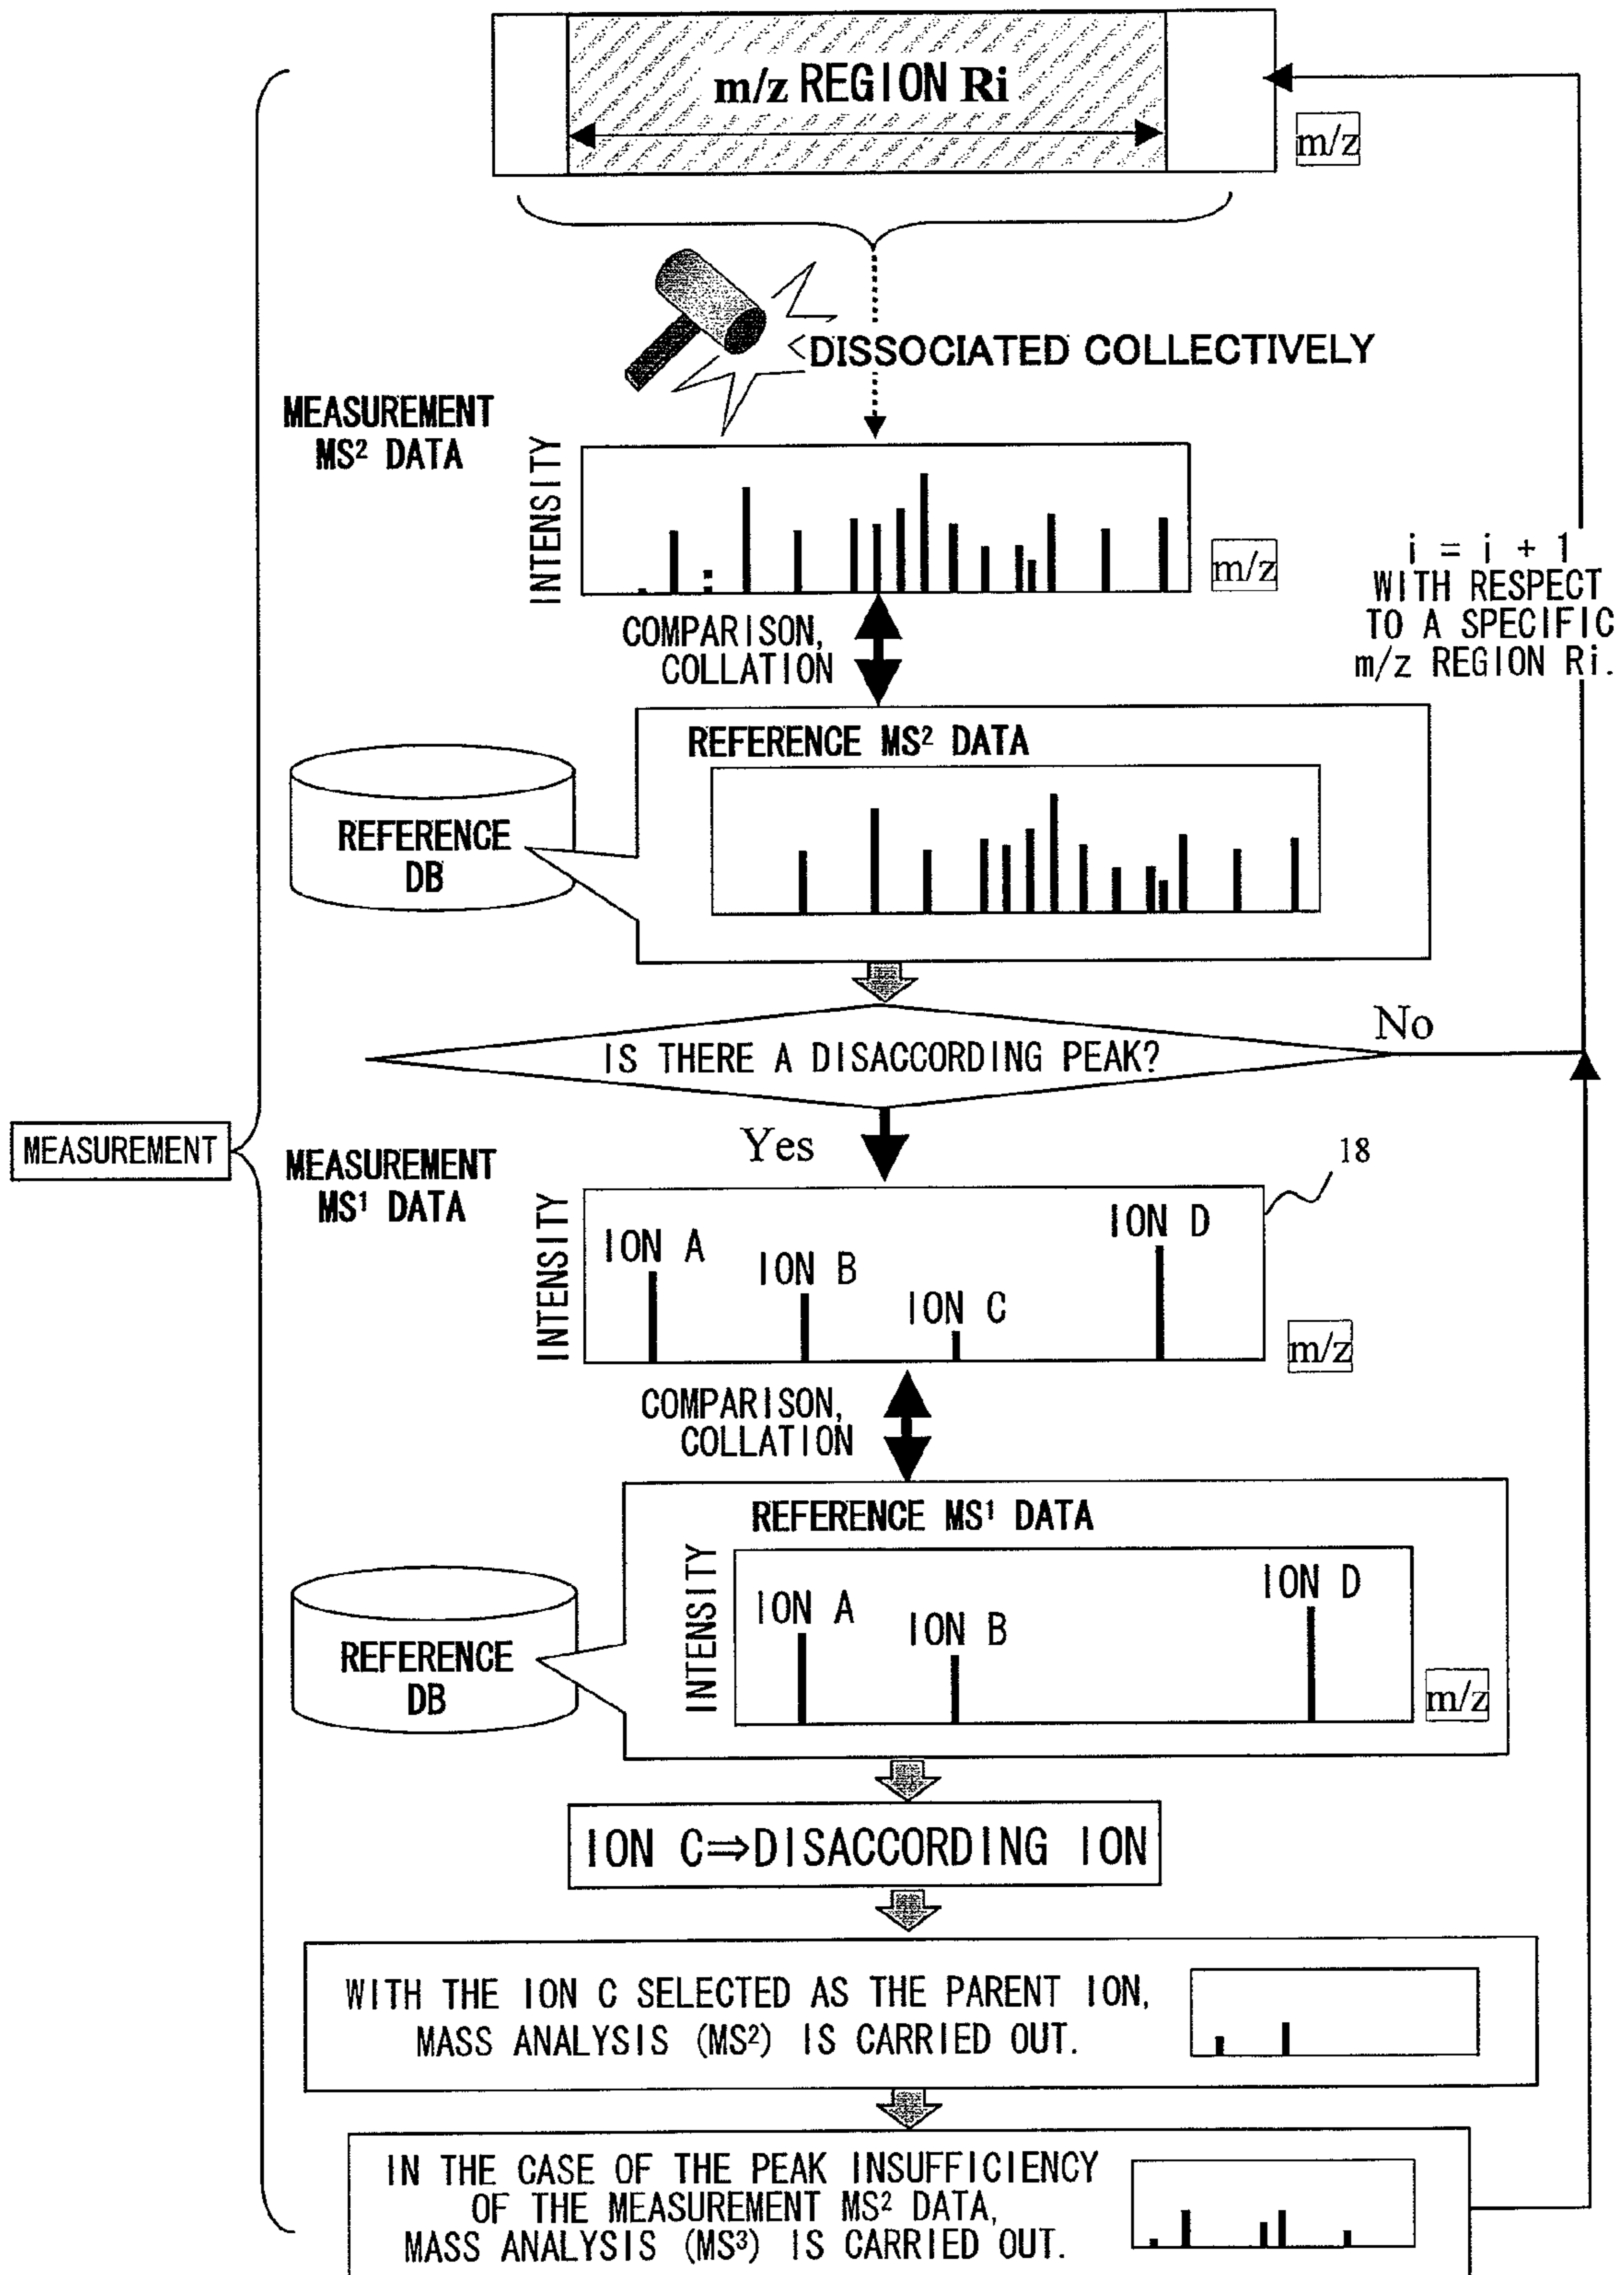 m/z REGION Ri
m/z
DISSOCIATED COLLECTIVELY
MEASUREMENT
MS² DATA
INTENSITY
m/z
i = i + 1
WITH RESPECT
TO A SPECIFIC
m/z REGION Ri.
COMPARISON,
COLLATION
REFERENCE MS² DATA
REFERENCE
DB
IS THERE A DISACCORDING PEAK?
No
Yes
MEASUREMENT
MEASUREMENT
MS¹ DATA
18
INTENSITY
ION A
ION B
ION C
ION D
m/z
COMPARISON,
COLLATION
REFERENCE MS¹ DATA
REFERENCE
DB
INTENSITY
ION A
ION B
ION D
m/z
ION C⇒DISACCORDING ION
WITH THE ION C SELECTED AS THE PARENT ION,
MASS ANALYSIS (MS²) IS CARRIED OUT.
IN THE CASE OF THE PEAK INSUFFICIENCY
OF THE MEASUREMENT MS² DATA,
MASS ANALYSIS (MS³) IS CARRIED OUT.